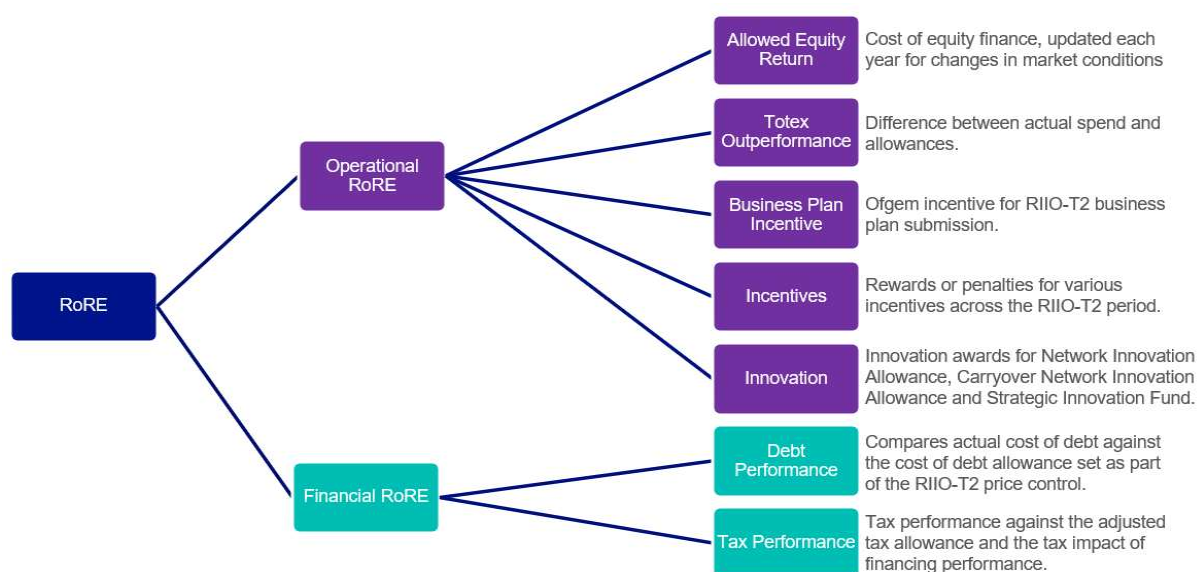 Allowed Equity
Return
Cost of equity finance, updated each
year for changes in market conditions
Totex
Outperformance
Difference between actual spend and
allowances.
Operational
RoRE
Business Plan
Incentive
Ofgem incentive for RIIO-T2 business
plan submission.
RoRE
Incentives
Rewards or penalties for various
incentives across the RIIO-T2 period.
Innovation
Innovation awards for Network Innovation
Allowance, Carryover Network Innovation
Allowance and Strategic Innovation Fund.
Financial RoRE
Debt
Performance
Compares actual cost of debt against
the cost of debt allowance set as part
of the RIIO-T2 price control.
Tax Performance
Tax performance against the adjusted
tax allowance and the tax impact of
financing performance.